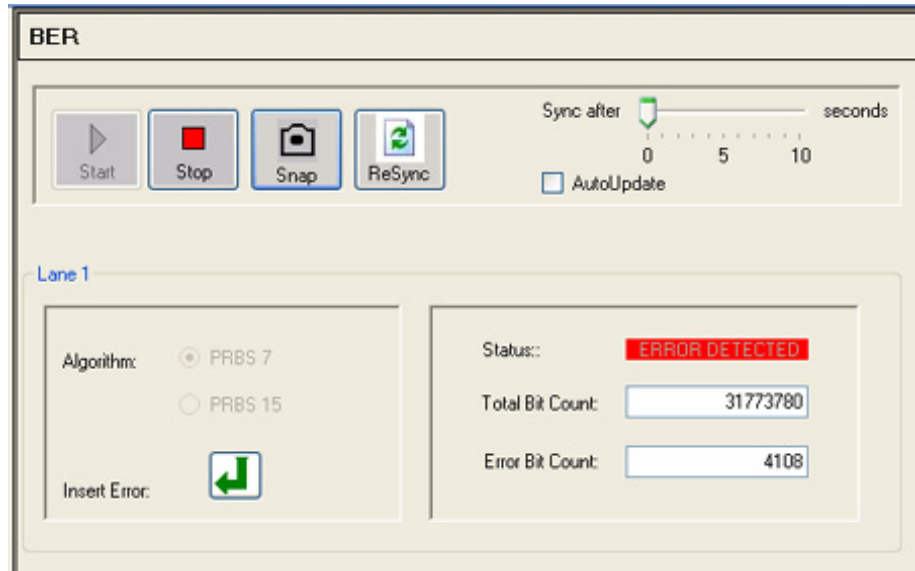 BER
Start Stop Snap ReSync
Sync after seconds
0 5 10
AutoUpdate
Lane 1
Algorithm: PRBS 7
PRBS 15
Insert Error:
Status::
ERROR DETECTED
Total Bit Count: 31773780
Error Bit Count: 4108